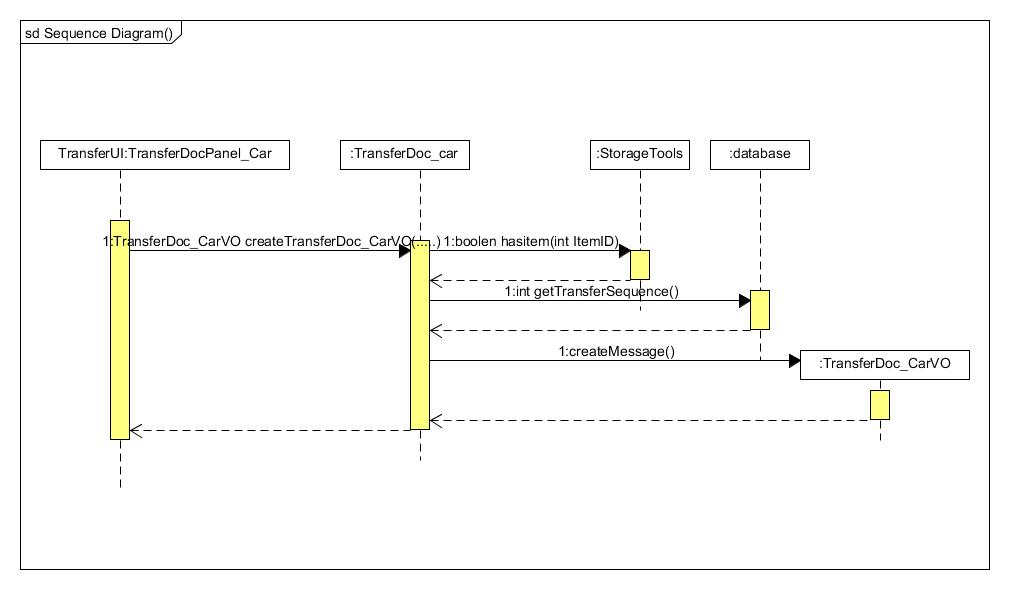 sd Sequence Diagram()
TransferUI:TransferDocPanel_Car
:TransferDoc_car
:StorageTools
:database
1:TransferDoc_CarVO createTransferDoc_CarVO(.....)
1:boolen hasitem(int ItemID)
1:int getTransferSequence()
1:createMessage()
:TransferDoc_CarVO